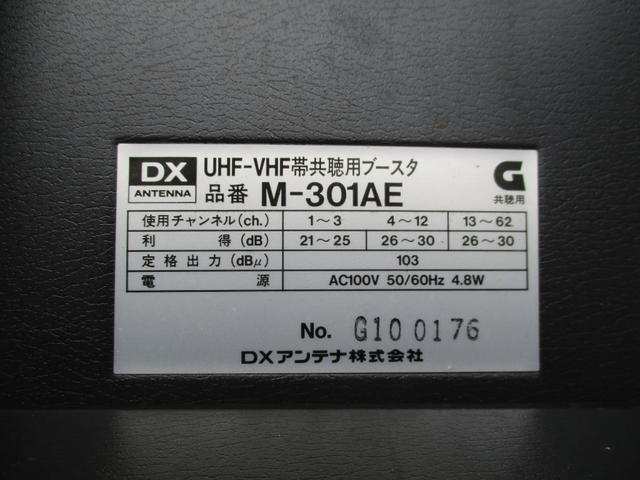 DX
ANTENNA
UHF-VHF帯共聴用ブースタ
品番 M-301AE
G
共聴用
使用チャンネル(ch.) 1～3 4～12 13～62
利得(dB) 21～25 26～30 26～30
定格出力(dBμ) 103
電源 AC100V 50/60Hz 4.8W
No. G100176
DXアンテナ株式会社